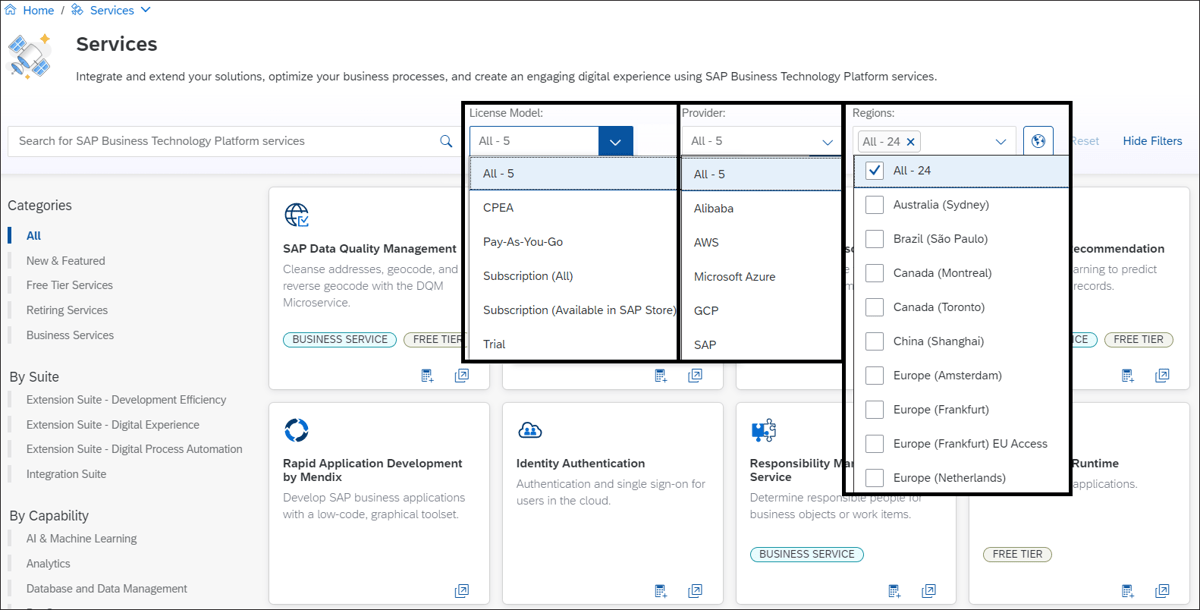 Home / Services
Services
Integrate and extend your solutions, optimize your business processes, and create an engaging digital experience using SAP Business Technology Platform services.
Search for SAP Business Technology Platform services
License Model:
All - 5
All - 5
CPEA
Pay-As-You-Go
Subscription (All)
Subscription (Available in SAP Store)
Trial
Provider:
All - 5
All - 5
Alibaba
AWS
Microsoft Azure
GCP
SAP
Regions:
All - 24
All - 24
Australia (Sydney)
Brazil (São Paulo)
Canada (Montreal)
Canada (Toronto)
China (Shanghai)
Europe (Amsterdam)
Europe (Frankfurt)
Europe (Frankfurt) EU Access
Europe (Netherlands)
Hide Filters
Categories
All
New & Featured
Free Tier Services
Retiring Services
Business Services
By Suite
Extension Suite - Development Efficiency
Extension Suite - Digital Experience
Extension Suite - Digital Process Automation
Integration Suite
By Capability
AI & Machine Learning
Analytics
Database and Data Management
SAP Data Quality Management
Cleanse addresses, geocode, and
reverse geocode with the DQM
Microservice.
BUSINESS SERVICE
FREE TIER
to predict
records.
FREE TIER
Rapid Application Development
by Mendix
Develop SAP business applications
with a low-code, graphical toolset.
Identity Authentication
Authentication and single sign-on for
users in the cloud.
Responsibility
Service
Determine responsible people for
business objects or work items.
BUSINESS SERVICE
Runtime
applications.
FREE TIER